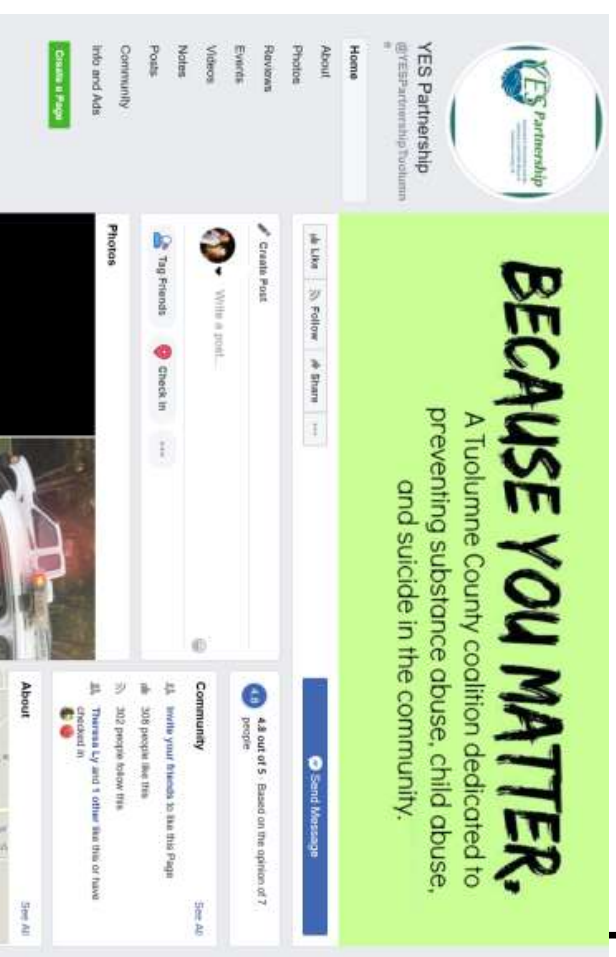 YES Partnership
YES Partnership
@YESPartnershipTuolumn
e
Home
About
Photos
Reviews
Events
Videos
Notes
Posts
Community
Info and Ads
Create a Page
BECAUSE YOU MATTER.
A Tuolumne County coalition dedicated to
preventing substance abuse, child abuse,
and suicide in the community.
Like
Follow
Share
Send Message
Create Post
Write a post...
Tag Friends
Check in
Photos
4.8
4.8 out of 5 · Based on the opinion of 7
people
Community
See All
Invite your friends to like this Page
308 people like this
302 people follow this
Theresa Ly and 1 other like this or have
checked in
About
See All